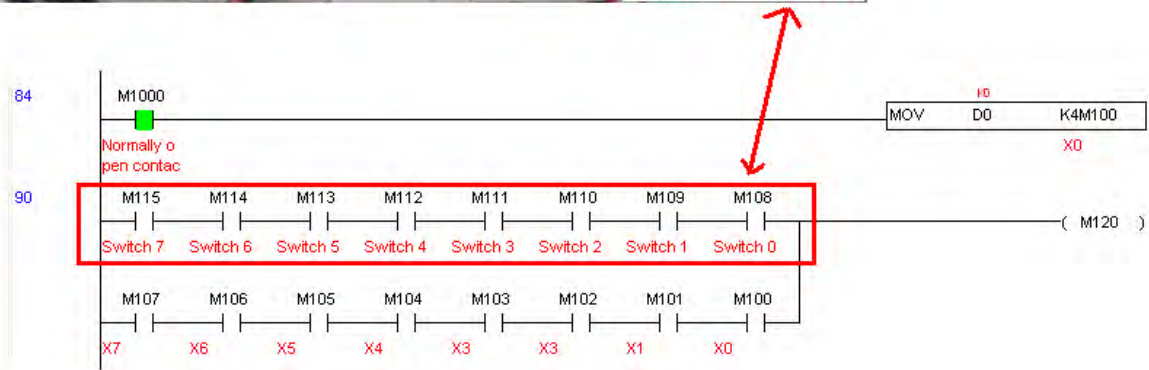 84 M1000 H0
MOV D0 K4M100
Normally o X0
pen contac
90 M115 M114 M113 M112 M111 M110 M109 M108
( M120 )
Switch 7 Switch 6 Switch 5 Switch 4 Switch 3 Switch 2 Switch 1 Switch 0
M107 M106 M105 M104 M103 M102 M101 M100
X7 X6 X5 X4 X3 X3 X1 X0